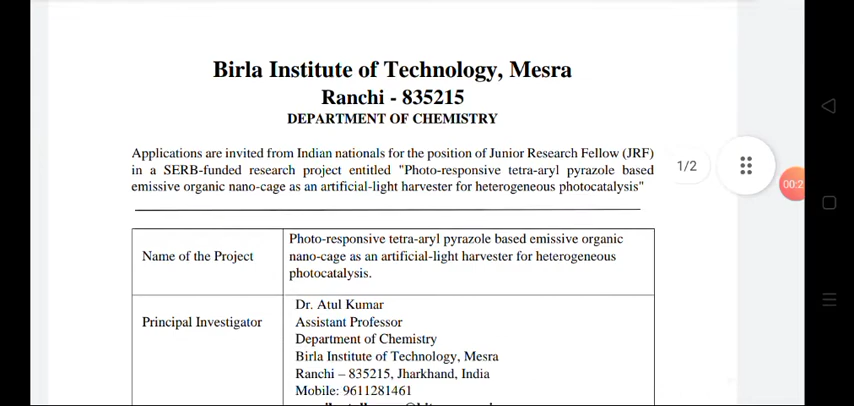 Birla Institute of Technology, Mesra
Ranchi - 835215
DEPARTMENT OF CHEMISTRY
Applications are invited from Indian nationals for the position of Junior Research Fellow (JRF)
in a SERB-funded research project entitled "Photo-responsive tetra-aryl pyrazole based
emissive organic nano-cage as an artificial-light harvester for heterogeneous photocatalysis"
1/2
Name of the Project
Photo-responsive tetra-aryl pyrazole based emissive organic
nano-cage as an artificial-light harvester for heterogeneous
photocatalysis.
Principal Investigator
Dr. Atul Kumar
Assistant Professor
Department of Chemistry
Birla Institute of Technology, Mesra
Ranchi – 835215, Jharkhand, India
Mobile: 9611281461